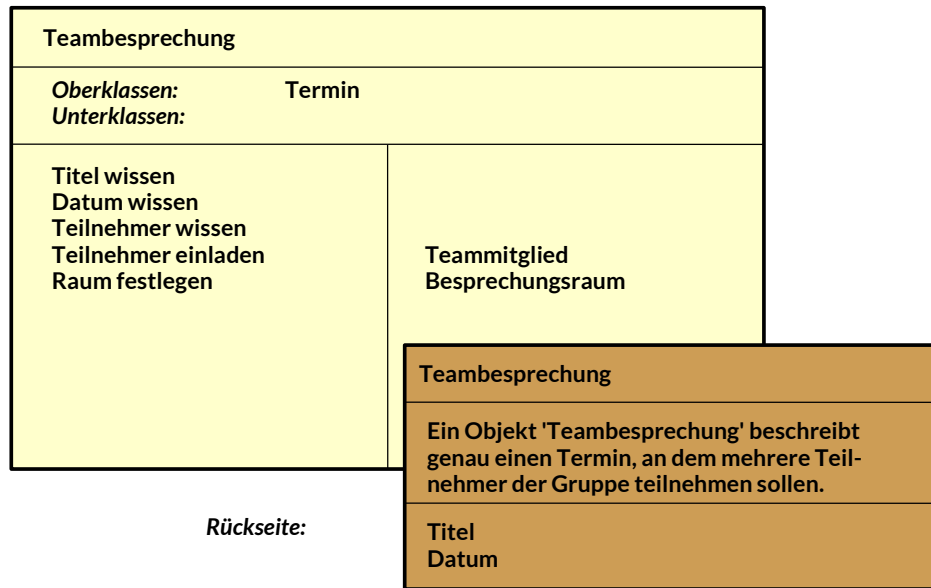 Teambesprechung
Oberklassen: Termin
Unterklassen:
Titel wissen
Datum wissen
Teilnehmer wissen
Teilnehmer einladen
Raum festlegen
Teammitglied
Besprechungsraum
Teambesprechung
Ein Objekt 'Teambesprechung' beschreibt
genau einen Termin, an dem mehrere Teil-
nehmer der Gruppe teilnehmen sollen.
Rückseite:
Titel
Datum